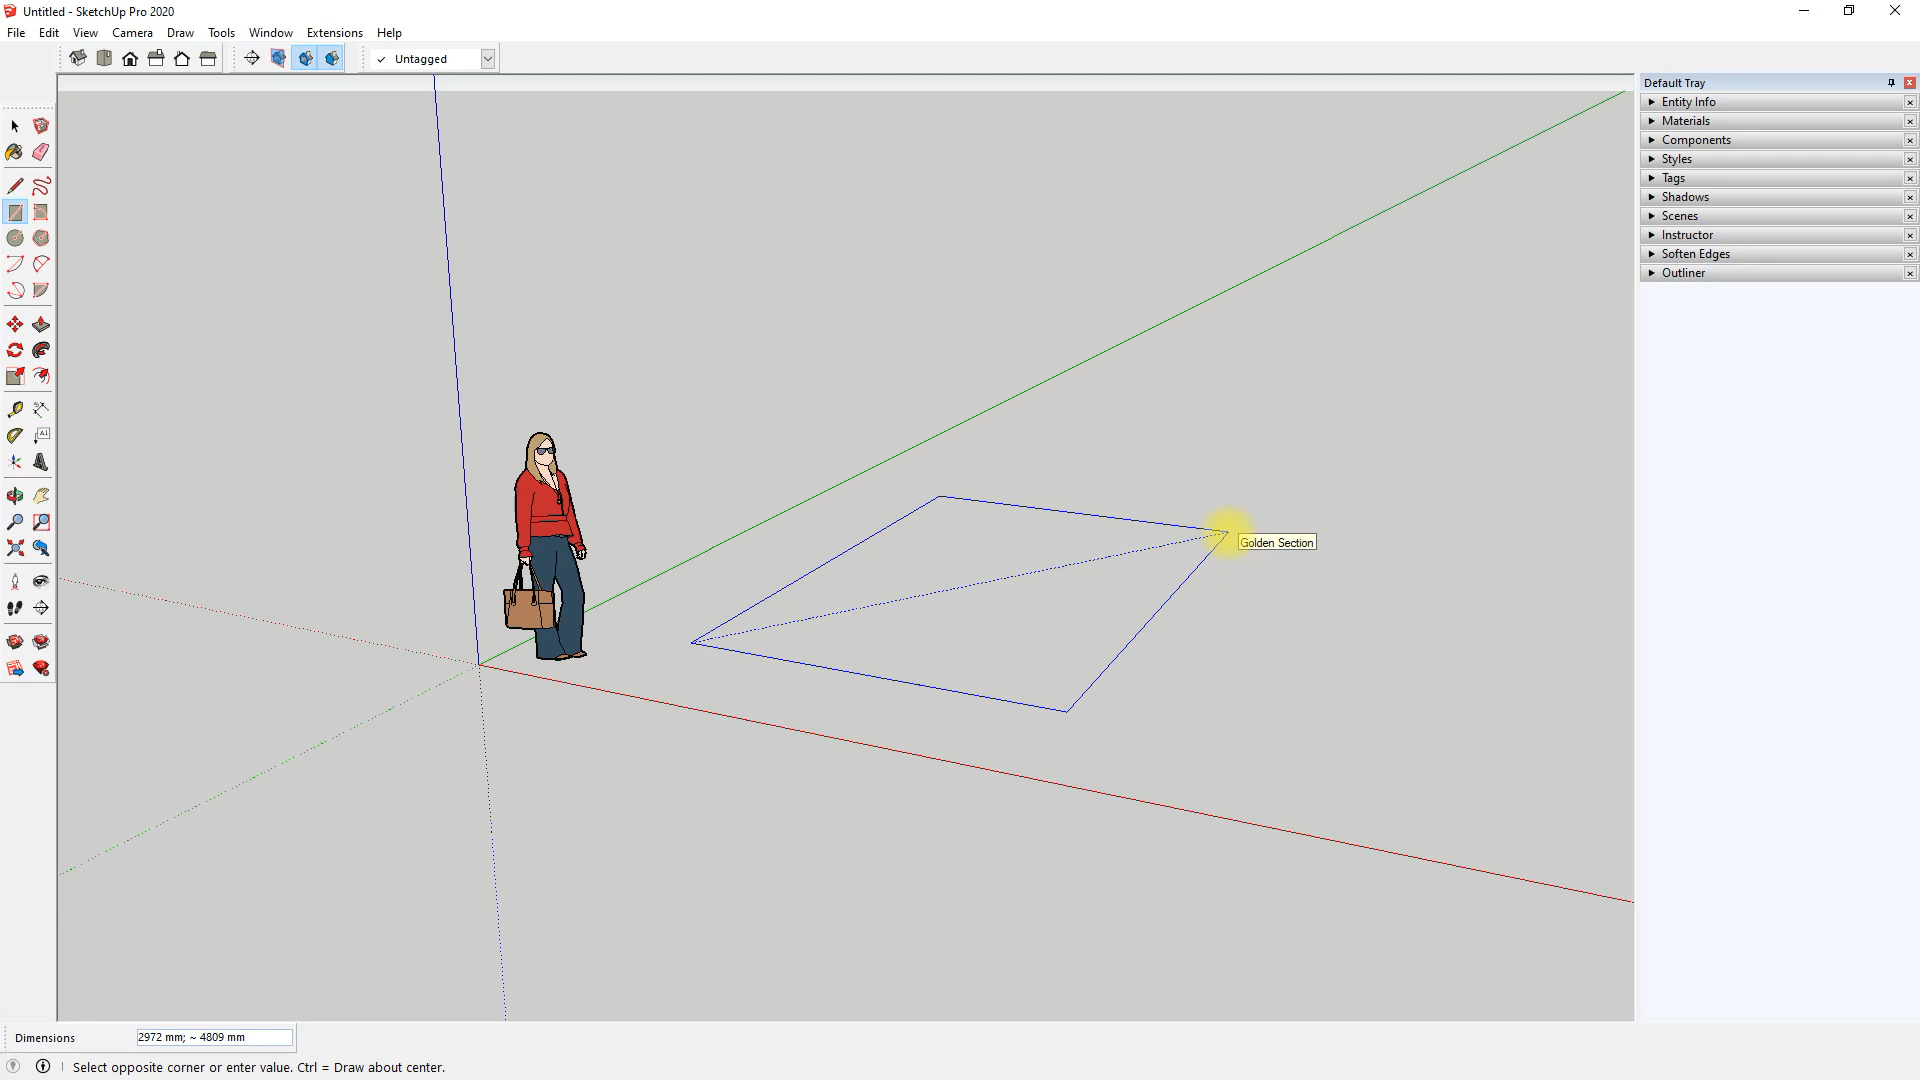 Untitled - SketchUp Pro 2020
File Edit View Camera Draw Tools Window Extensions Help
✓ Untagged
Default Tray
Entity Info
Materials
Components
Styles
Tags
Shadows
Scenes
Instructor
Soften Edges
Outliner
A1
Golden Section
Dimensions 2972 mm; ~ 4809 mm
Select opposite corner or enter value. Ctrl = Draw about center.